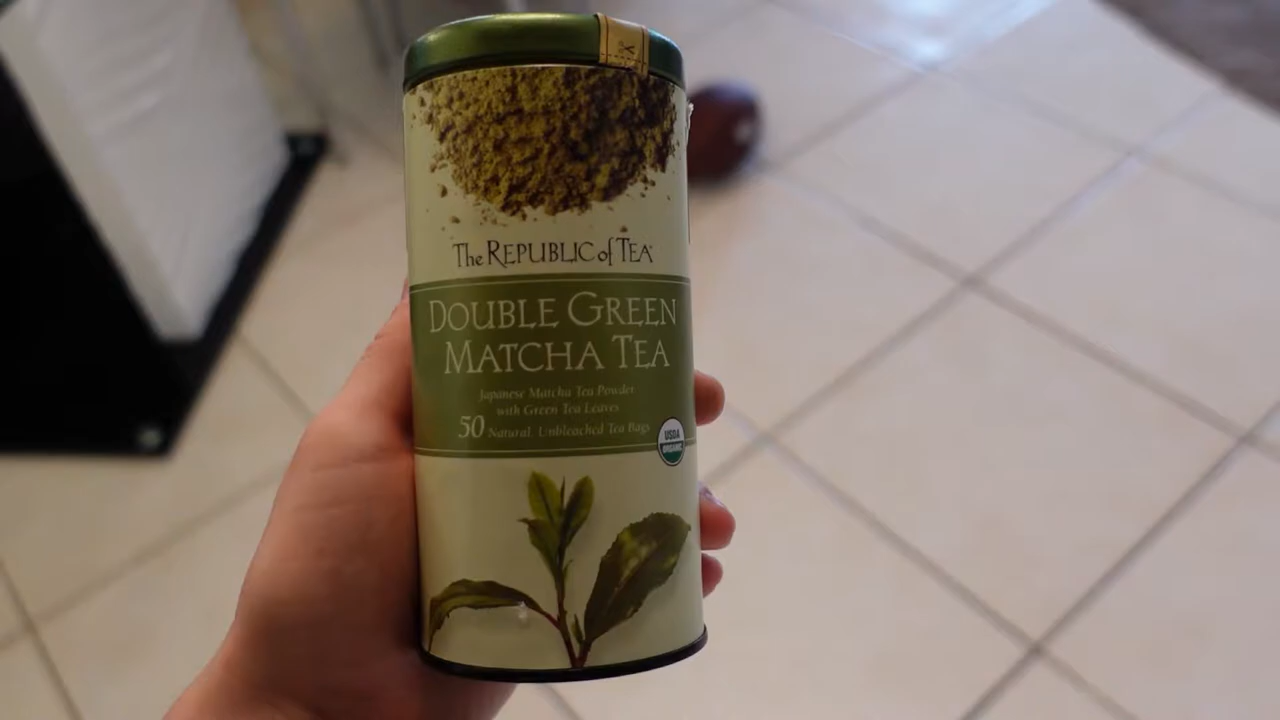 The REPUBLIC of TEA
DOUBLE GREEN
MATCHA TEA
Japanese Matcha Tea Powder
with Green Tea Leaves
50 Natural, Unbleached Tea Bags
USDA
ORGANIC